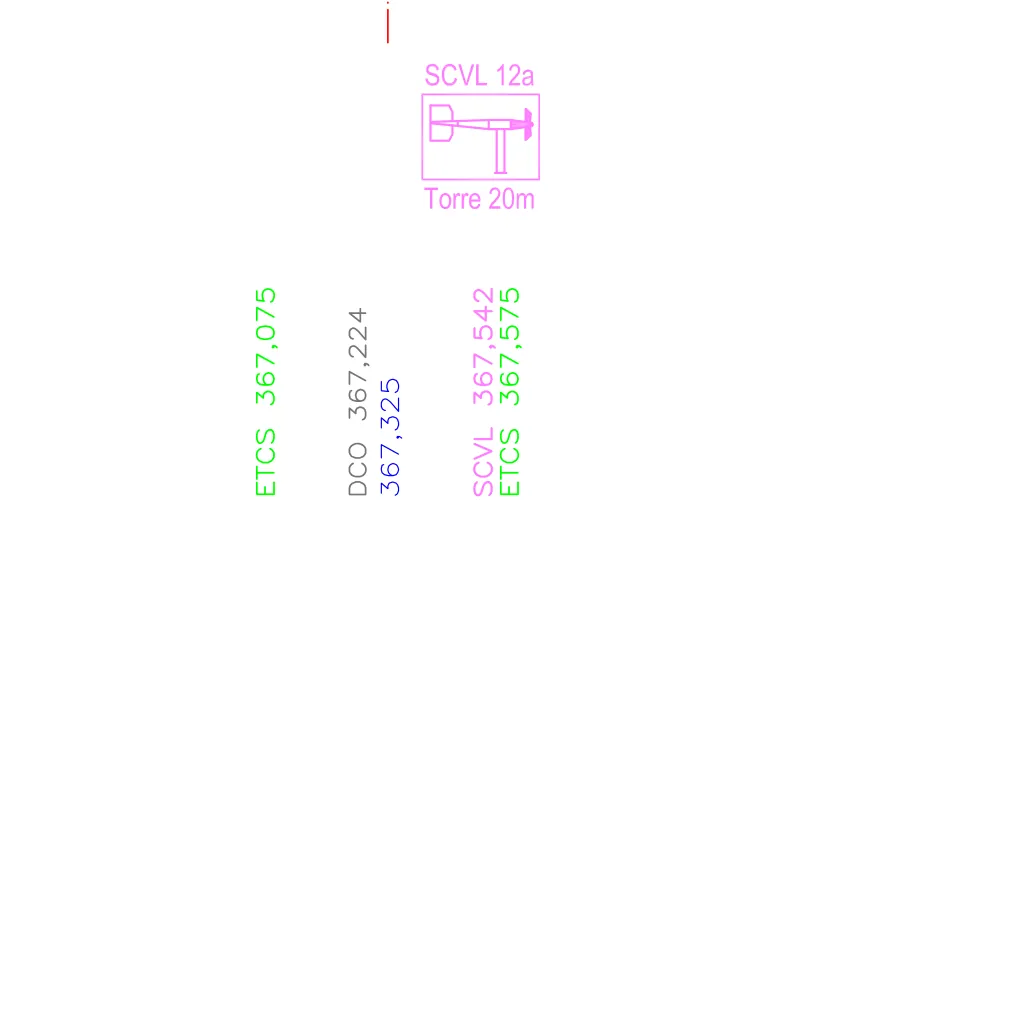 SCVL 12a
Torre 20m
ETCS 367,075
DCO 367,224
367,325
SCVL 367,542
ETCS 367,575